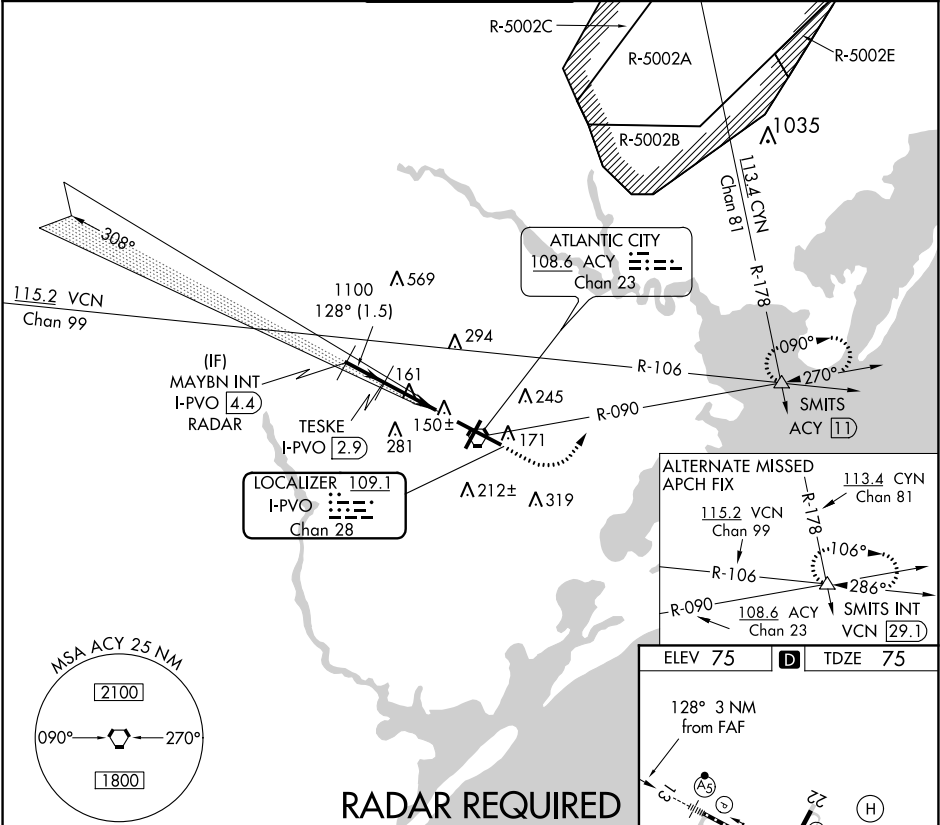 R-5002C
R-5002A
R-5002E
R-5002B
1035
113.4 CYN
Chan 81
R-178
308°
ATLANTIC CITY
108.6 ACY
Chan 23
569
1100
128° (1.5)
115.2 VCN
Chan 99
294
090°
270°
R-106
(IF)
MAYBN INT
I-PVO 4.4
RADAR
161
245
R-090
SMITS
ACY 11
TESKE
I-PVO 2.9
150±
281
171
LOCALIZER 109.1
I-PVO
Chan 28
212±
319
ALTERNATE MISSED
APCH FIX
113.4 CYN
Chan 81
115.2 VCN
Chan 99
R-178
106°
R-106
286°
R-090
108.6 ACY
Chan 23
SMITS INT
VCN 29.1
MSA ACY 25 NM
2100
090°
270°
1800
ELEV 75
D
TDZE 75
128° 3 NM
from FAF
A5
P
13
22
H
RADAR REQUIRED